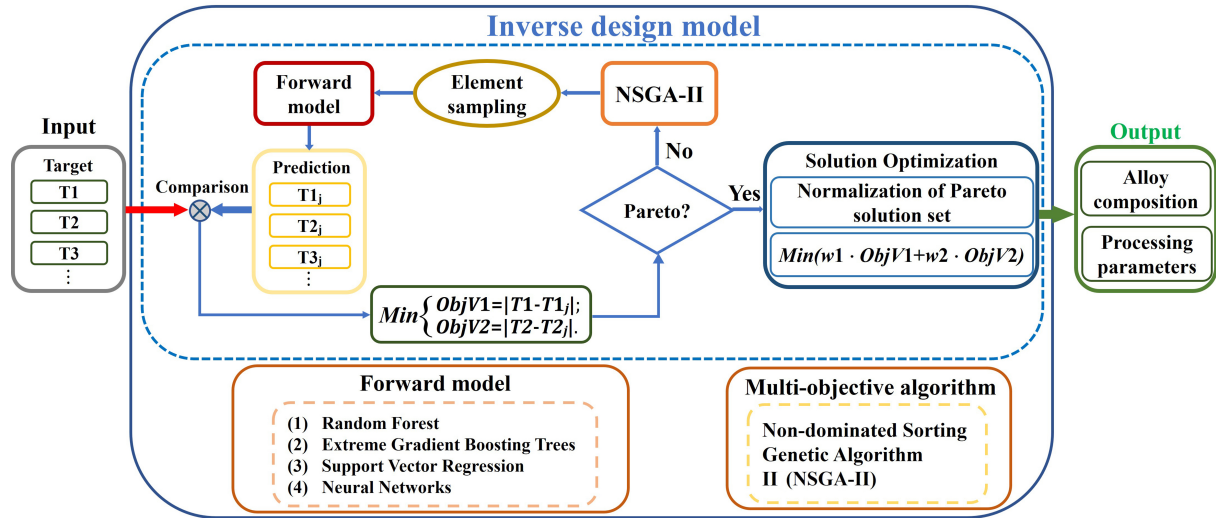 Inverse design model
Input
Target
T1
T2
T3
⋮
Comparison
Forward
model
Element
sampling
NSGA-II
Prediction
T1j
T2j
T3j
⋮
Min{ObjV1=|T1-T1j|;
ObjV2=|T2-T2j|.
No
Pareto?
Yes
Solution Optimization
Normalization of Pareto
solution set
Min(w1 · ObjV1+w2 · ObjV2)
Output
Alloy
composition
Processing
parameters
Forward model
(1) Random Forest
(2) Extreme Gradient Boosting Trees
(3) Support Vector Regression
(4) Neural Networks
Multi-objective algorithm
Non-dominated Sorting
Genetic Algorithm
II (NSGA-II)